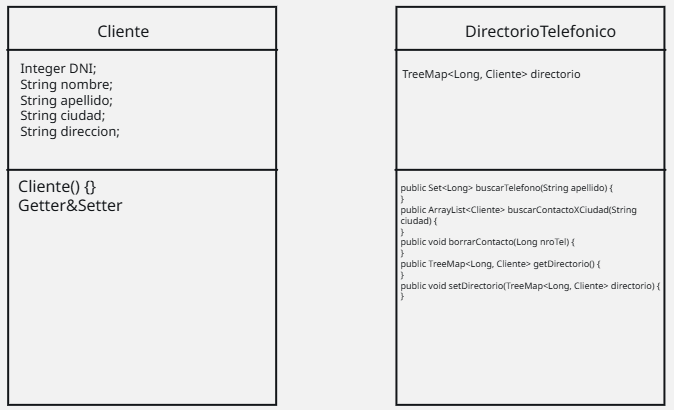 Cliente
Integer DNI;
String nombre;
String apellido;
String ciudad;
String direccion;
Cliente() {}
Getter&Setter
DirectorioTelefonico
TreeMap<Long, Cliente> directorio
public Set<Long> buscarTelefono(String apellido) {
}
public ArrayList<Cliente> buscarContactoXCiudad(String
ciudad) {
}
public void borrarContacto(Long nroTel) {
}
public TreeMap<Long, Cliente> getDirectorio() {
}
public void setDirectorio(TreeMap<Long, Cliente> directorio) {
}